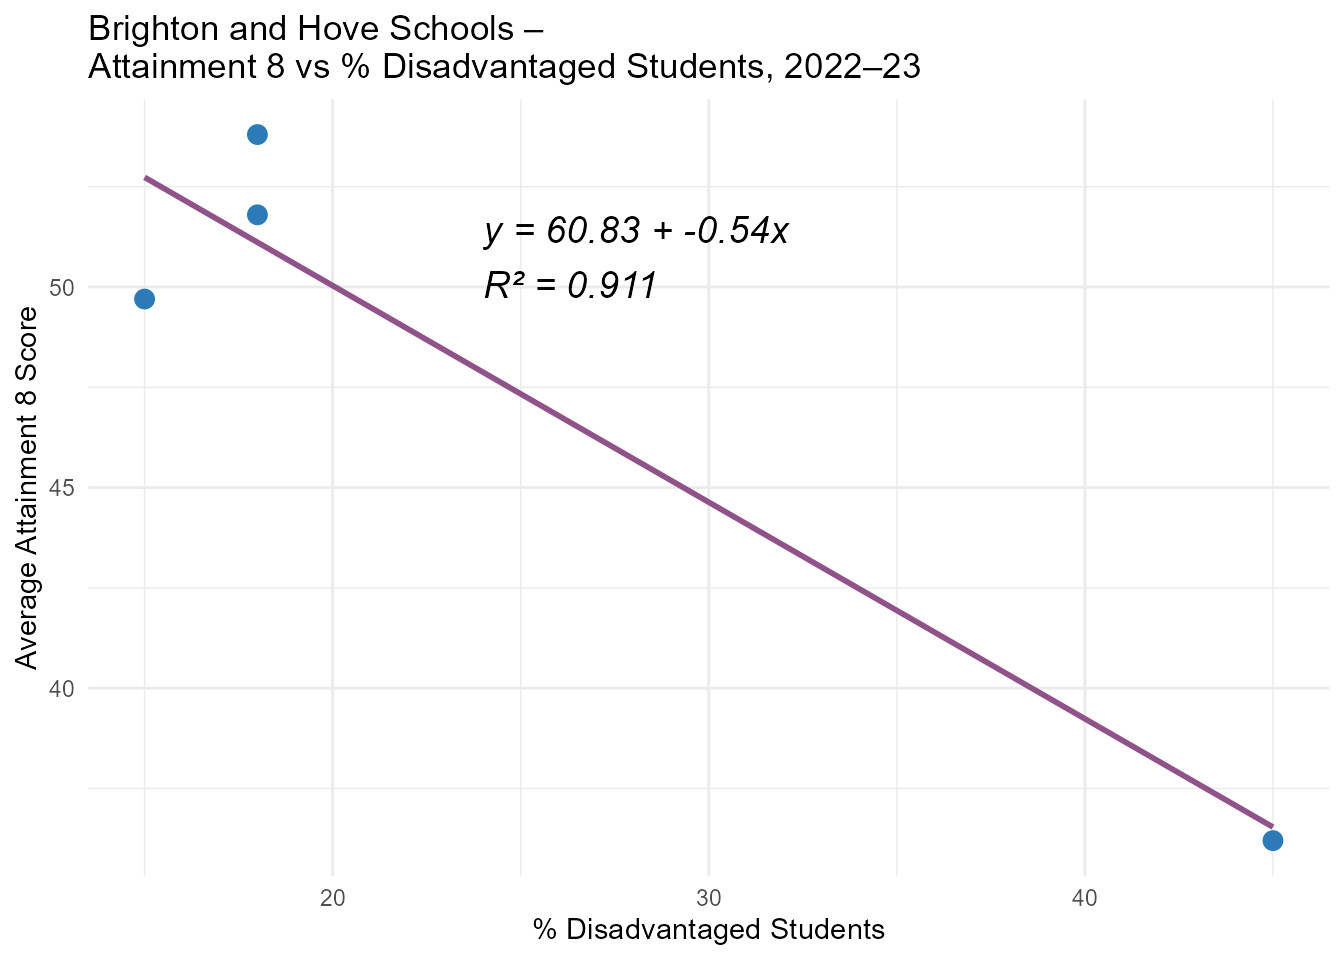 Brighton and Hove Schools –
Attainment 8 vs % Disadvantaged Students, 2022–23
y = 60.83 + -0.54x
R² = 0.911
50
45
40
Average Attainment 8 Score
20
30
40
% Disadvantaged Students